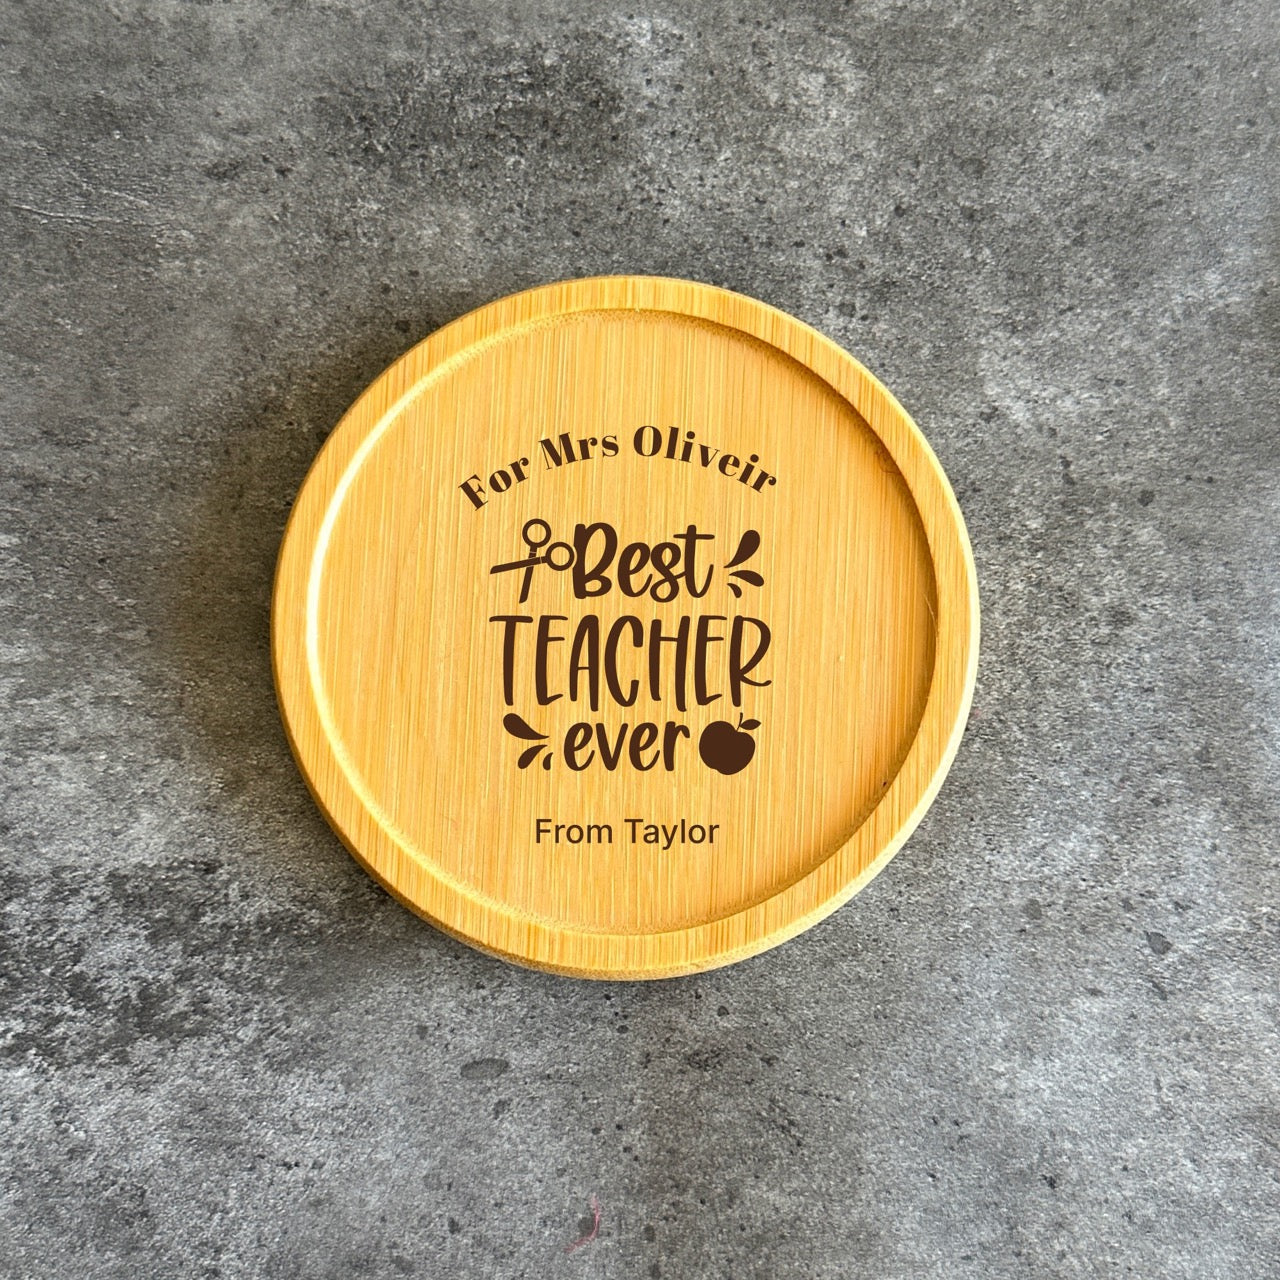 For Mrs Oliveir
Best
TEACHER
ever
From Taylor